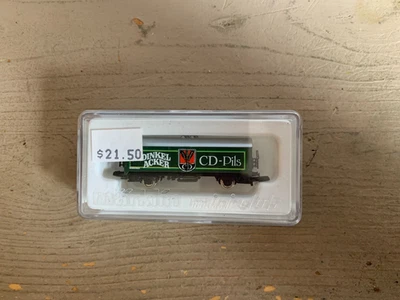 $21.50
DINKEL
ACKER
CD-Pils